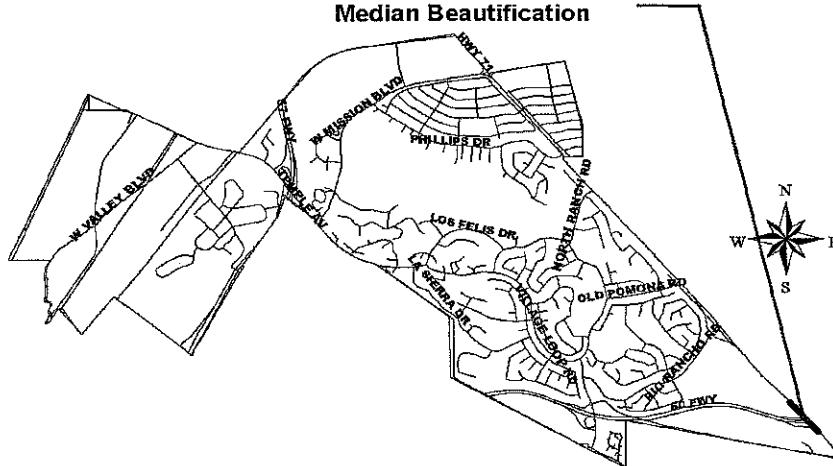 Median Beautification
HWY 71
W MISSION BLVD
57 FWY
PHILLIPS DR
W VALLEY BLVD
TEMPLE AV
NORTH RANCH RD
LOS FELIS DR
N
W
E
S
LA SIERRA DR
OLD POMONA RD
VILLAGE LOOP RD
RIO RANCHO RD
60 FWY